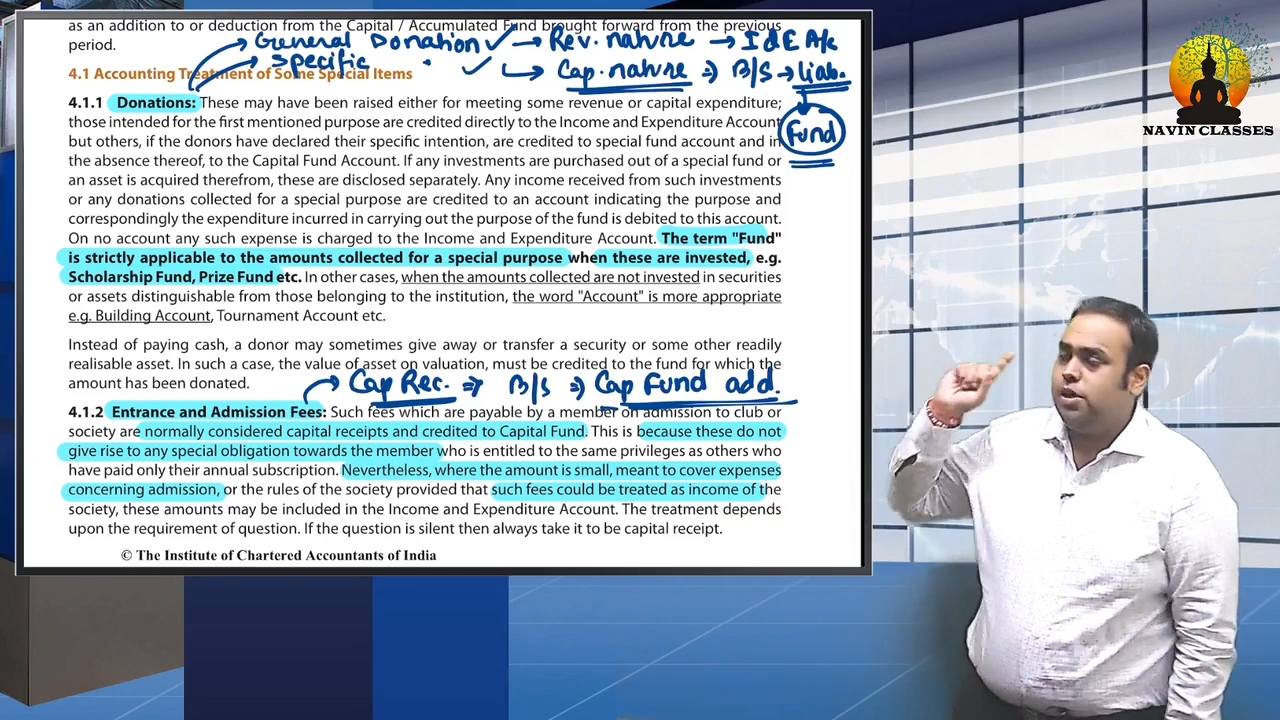 as an addition to or deduction from the Capital / Accumulated Fund brought forward from the previous
period.
General Donation ✓ → Rev. nature → I & E A/c
Specific " ✓ → Cap. nature ⇒ B/S → Liab.
Fund
4.1 Accounting Treatment of Some Special Items
4.1.1 Donations: These may have been raised either for meeting some revenue or capital expenditure;
those intended for the first mentioned purpose are credited directly to the Income and Expenditure Account
but others, if the donors have declared their specific intention, are credited to special fund account and in
the absence thereof, to the Capital Fund Account. If any investments are purchased out of a special fund or
an asset is acquired therefrom, these are disclosed separately. Any income received from such investments
or any donations collected for a special purpose are credited to an account indicating the purpose and
correspondingly the expenditure incurred in carrying out the purpose of the fund is debited to this account.
On no account any such expense is charged to the Income and Expenditure Account. The term "Fund"
is strictly applicable to the amounts collected for a special purpose when these are invested, e.g.
Scholarship Fund, Prize Fund etc. In other cases, when the amounts collected are not invested in securities
or assets distinguishable from those belonging to the institution, the word "Account" is more appropriate
e.g. Building Account, Tournament Account etc.
Instead of paying cash, a donor may sometimes give away or transfer a security or some other readily
realisable asset. In such a case, the value of asset on valuation, must be credited to the fund for which the
amount has been donated.
Cap Rec. ⇒ B/S ⇒ Cap Fund add.
4.1.2 Entrance and Admission Fees: Such fees which are payable by a member on admission to club or
society are normally considered capital receipts and credited to Capital Fund. This is because these do not
give rise to any special obligation towards the member who is entitled to the same privileges as others who
have paid only their annual subscription. Nevertheless, where the amount is small, meant to cover expenses
concerning admission, or the rules of the society provided that such fees could be treated as income of the
society, these amounts may be included in the Income and Expenditure Account. The treatment depends
upon the requirement of question. If the question is silent then always take it to be capital receipt.
© The Institute of Chartered Accountants of India
NAVIN CLASSES